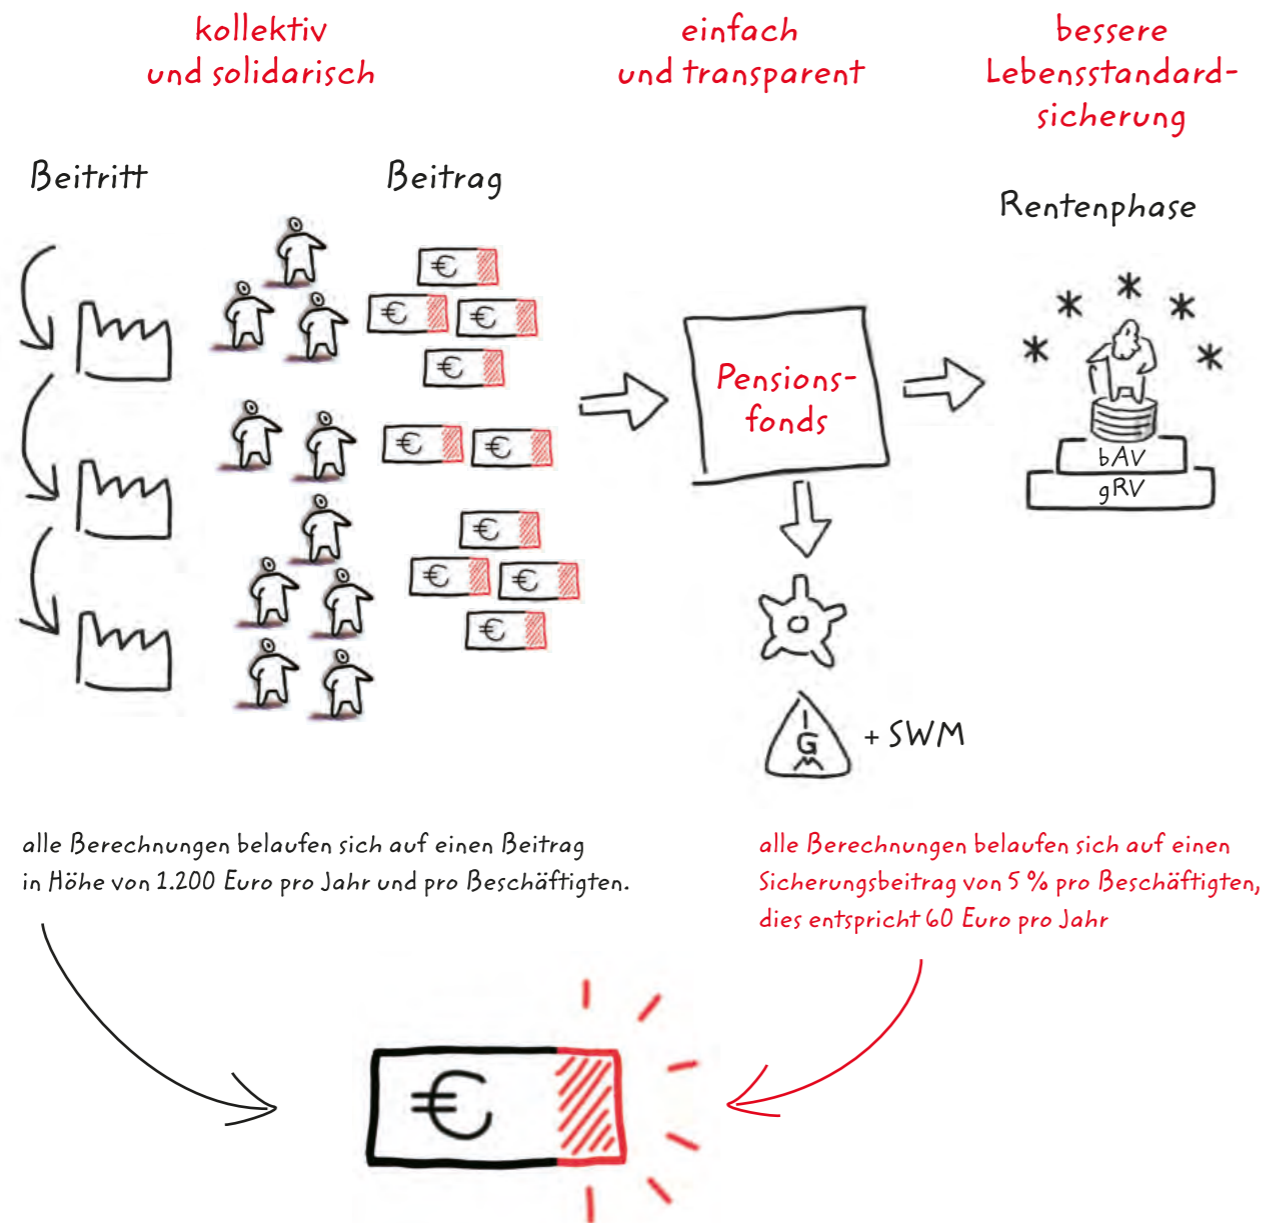 kollektiv
und solidarisch
einfach
und transparent
bessere
Lebensstandard-
sicherung
Beitritt
Beitrag
Rentenphase
€
€ €
€
€ €
€
€ €
€
Pensions-
fonds
bAV
gRV
I
G
M
+ SWM
alle Berechnungen belaufen sich auf einen Beitrag
in Höhe von 1.200 Euro pro Jahr und pro Beschäftigten.
alle Berechnungen belaufen sich auf einen
Sicherungsbeitrag von 5 % pro Beschäftigten,
dies entspricht 60 Euro pro Jahr
€